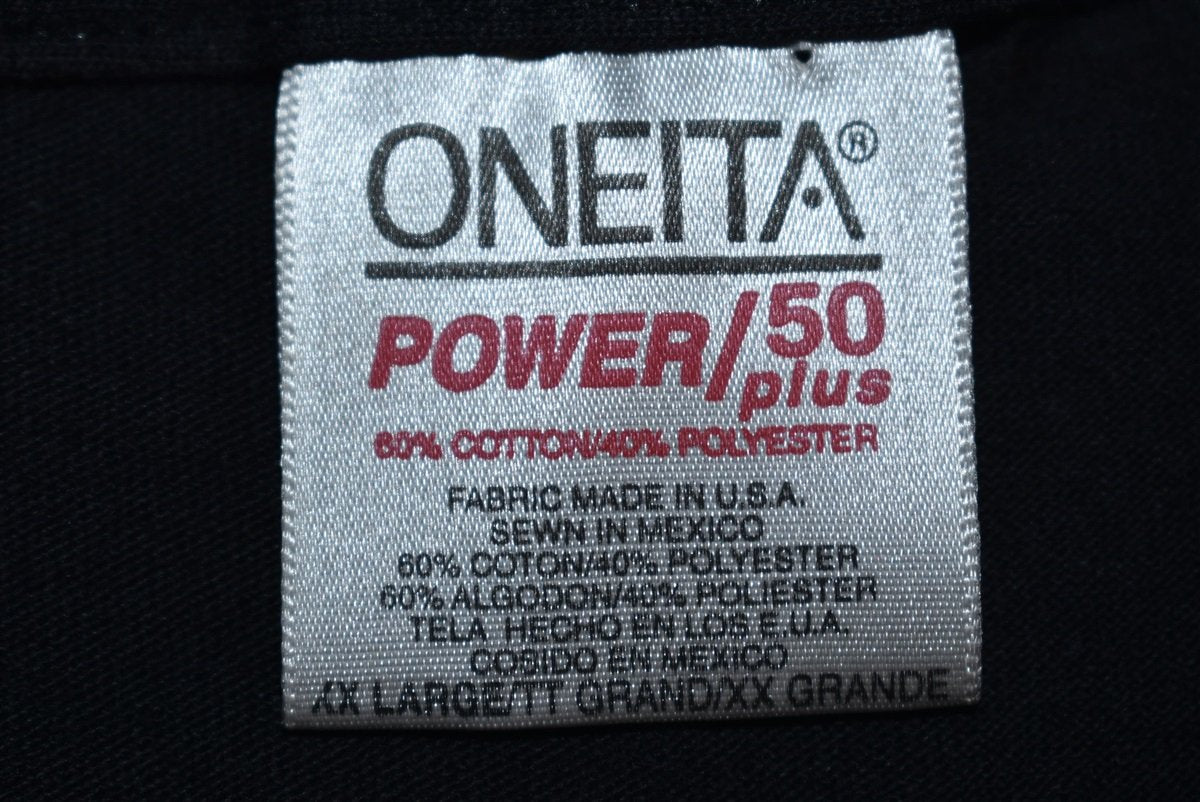 ONEITA®
POWER/50 plus
60% COTTON/40% POLYESTER
FABRIC MADE IN U.S.A.
SEWN IN MEXICO
60% COTON/40% POLYESTER
60% ALGODON/40% POLIESTER
TELA HECHO EN LOS E.U.A.
COSIDO EN MEXICO
XX LARGE/TT GRAND/XX GRANDE